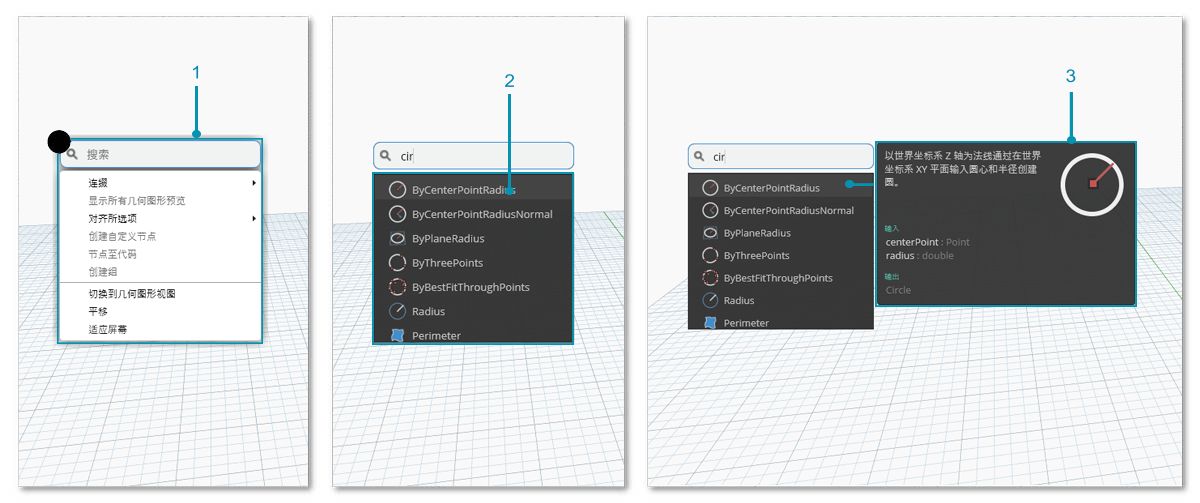 1
搜索
连缀
显示所有几何图形预览
对齐所选项
创建自定义节点
节点至代码
创建组
切换到几何图形视图
平移
适应屏幕
2
cir
ByCenterPointRadius
ByCenterPointRadiusNormal
ByPlaneRadius
ByThreePoints
ByBestFitThroughPoints
Radius
Perimeter
3
cir
ByCenterPointRadius
ByCenterPointRadiusNormal
ByPlaneRadius
ByThreePoints
ByBestFitThroughPoints
Radius
Perimeter
以世界坐标系 Z 轴为法线通过在世界
坐标系 XY 平面输入圆心和半径创建
圆。
输入
centerPoint : Point
radius : double
输出
Circle